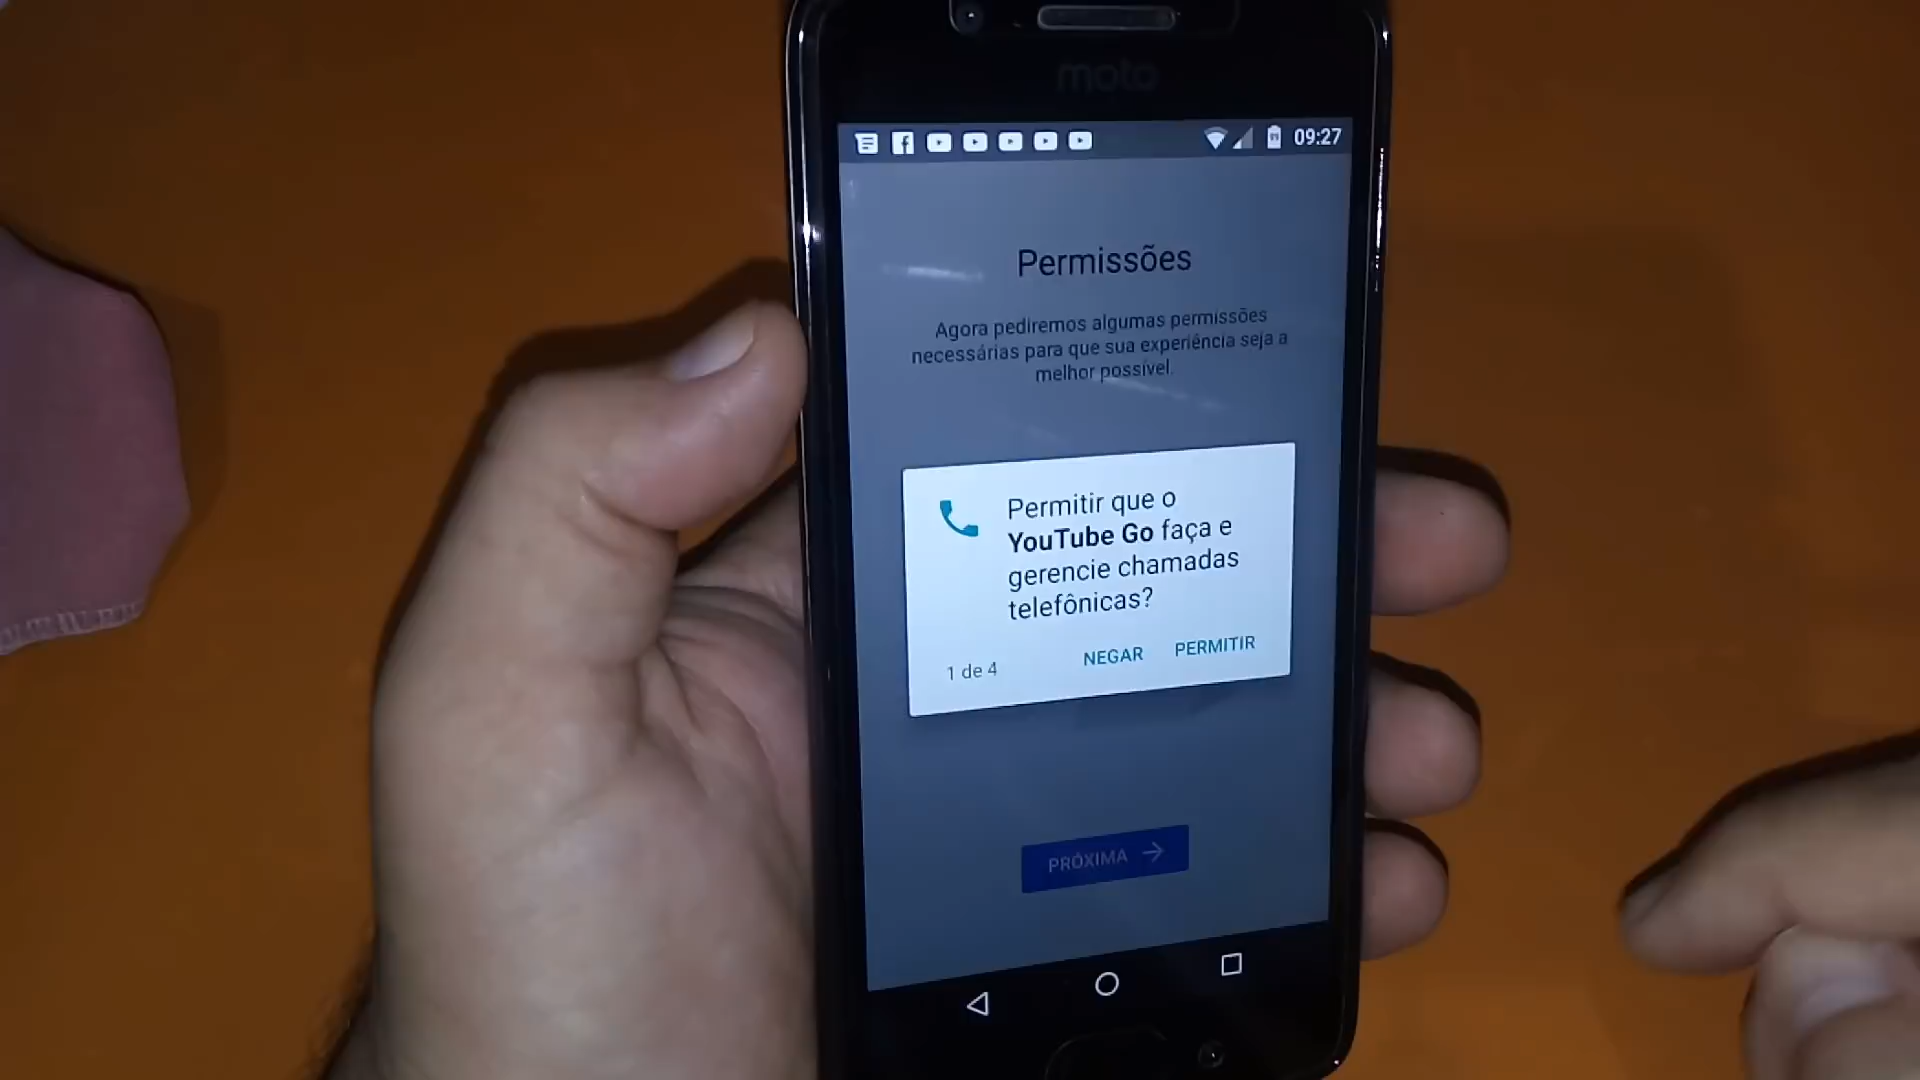 moto
09:27
Permissões
Agora pediremos algumas permissões
necessárias para que sua experiência seja a
melhor possível.
Permitir que o
YouTube Go faça e
gerencie chamadas
telefônicas?
1 de 4
NEGAR
PERMITIR
PRÓXIMA